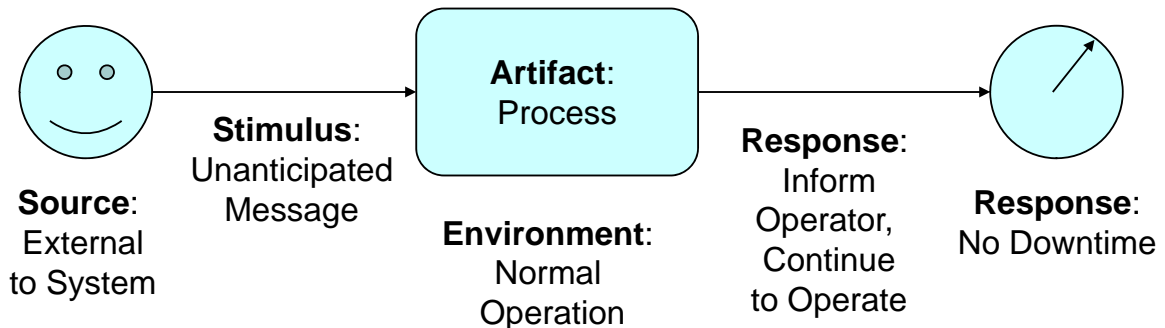 Source:
External
to System
Stimulus:
Unanticipated
Message
Artifact:
Process
Environment:
Normal
Operation
Response:
Inform
Operator,
Continue
to Operate
Response:
No Downtime